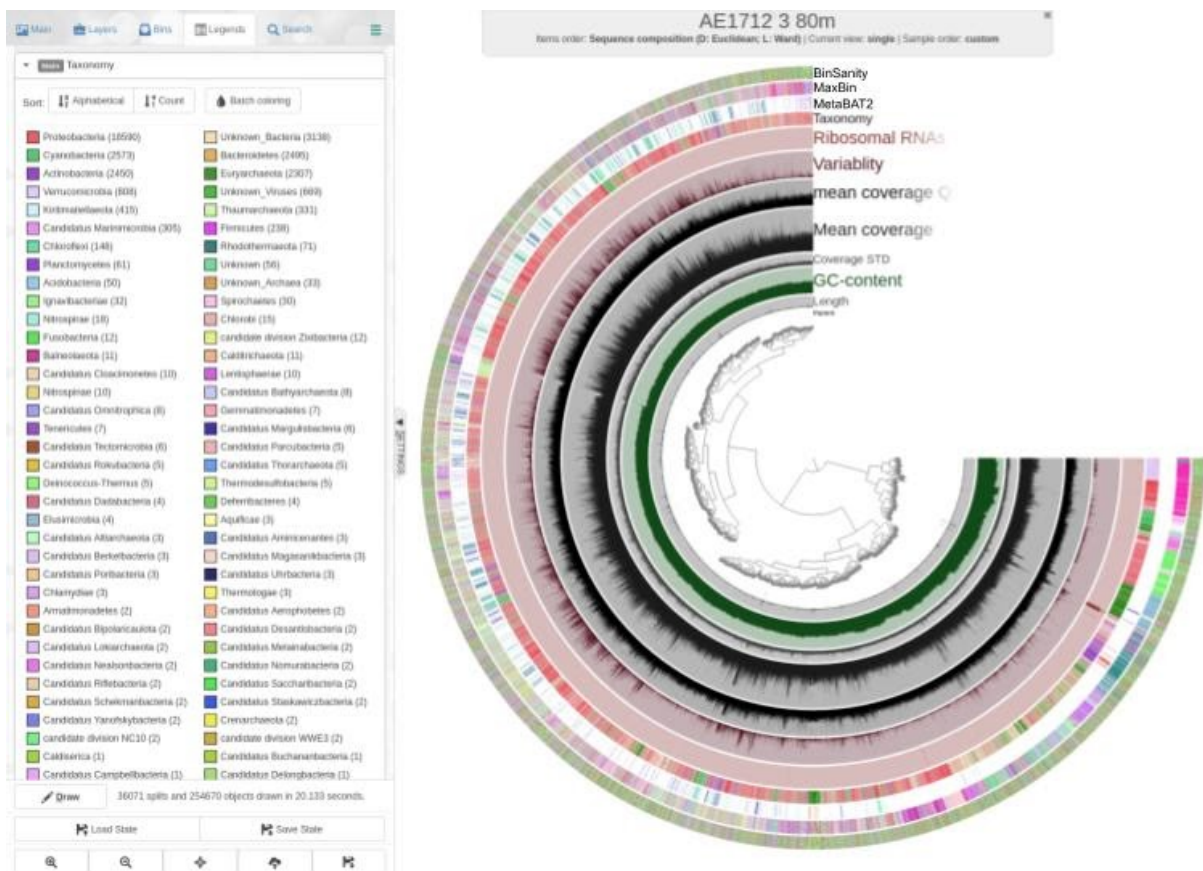 Main Layers Bins Legends Search
Taxonomy
Sort: Alphabetical Count Batch coloring
Proteobacteria (18590) Unknown_Bacteria (3138)
Cyanobacteria (2573) Bacteroidetes (2495)
Actinobacteria (2450) Euryarchaeota (2307)
Verrucomicrobia (608) Unknown_Viruses (669)
Kiritimatiellaeota (415) Thaumarchaeota (331)
Candidatus Marinimicrobia (305) Firmicutes (238)
Chloroflexi (148) Rhodothermaeota (71)
Planctomycetes (61) Unknown (56)
Acidobacteria (50) Unknown_Archaea (33)
Ignavibacteriae (32) Spirochaetes (30)
Nitrospirae (18) Chlorobi (15)
Fusobacteria (12) candidate division Zixibacteria (12)
Balneolaeota (11) Calditrichaeota (11)
Candidatus Cloacimonetes (10) Lentisphaerae (10)
Nitrospinae (10) Candidatus Bathyarchaeota (8)
Candidatus Omnitrophica (8) Gemmatimonadetes (7)
Tenericutes (7) Candidatus Margulisbacteria (6)
Candidatus Tectomicrobia (6) Candidatus Parcubacteria (5)
Candidatus Rokubacteria (5) Candidatus Thorarchaeota (5)
Deinococcus-Thermus (5) Thermodesulfobacteria (5)
Candidatus Dadabacteria (4) Deferribacteres (4)
Elusimicrobia (4) Aquificae (3)
Candidatus Altiarchaeota (3) Candidatus Aminicenantes (3)
Candidatus Berkelbacteria (3) Candidatus Magasanikbacteria (3)
Candidatus Poribacteria (3) Candidatus Uhrbacteria (3)
Chlamydiae (3) Thermotogae (3)
Armatimonadetes (2) Candidatus Aerophobetes (2)
Candidatus Bipolaricaulota (2) Candidatus Desantisbacteria (2)
Candidatus Lokiarchaeota (2) Candidatus Melainabacteria (2)
Candidatus Nealsonbacteria (2) Candidatus Nomurabacteria (2)
Candidatus Riflebacteria (2) Candidatus Saccharibacteria (2)
Candidatus Schekmanbacteria (2) Candidatus Staskawiczbacteria (2)
Candidatus Yanofskybacteria (2) Crenarchaeota (2)
candidate division NC10 (2) candidate division WWE3 (2)
Caldiserica (1) Candidatus Buchananbacteria (1)
Candidatus Campbellbacteria (1) Candidatus Delongbacteria (1)
Draw 36071 splits and 254670 objects drawn in 20.133 seconds.
Load State Save State
SETTINGS
AE1712 3 80m
Items order: Sequence composition (D: Euclidean; L: Ward) | Current view: single | Sample order: custom
BinSanity
MaxBin
MetaBAT2
Taxonomy
Ribosomal RNAs
Variablity
mean coverage Q
Mean coverage
Coverage STD
GC-content
Length